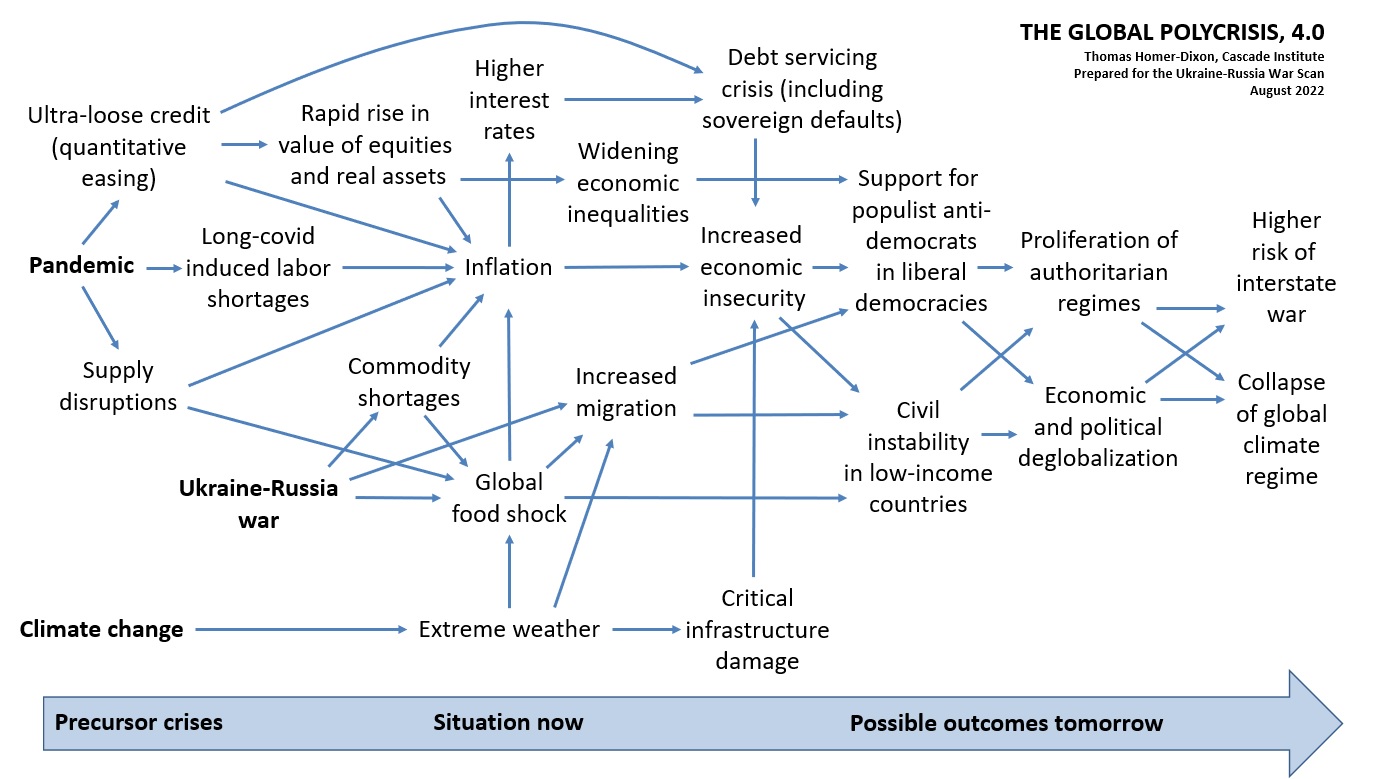 THE GLOBAL POLYCRISIS, 4.0
Thomas Homer-Dixon, Cascade Institute
Prepared for the Ukraine-Russia War Scan
August 2022
Ultra-loose credit
(quantitative
easing)
Rapid rise in
value of equities
and real assets
Higher
interest
rates
Debt servicing
crisis (including
sovereign defaults)
Widening
economic
inequalities
Pandemic
Long-covid
induced labor
shortages
Inflation
Increased
economic
insecurity
Support for
populist anti-
democrats
in liberal
democracies
Proliferation of
authoritarian
regimes
Higher
risk of
interstate
war
Supply
disruptions
Commodity
shortages
Increased
migration
Civil
instability
in low-income
countries
Economic
and political
deglobalization
Collapse
of global
climate
regime
Ukraine-Russia
war
Global
food shock
Climate change
Extreme weather
Critical
infrastructure
damage
Precursor crises
Situation now
Possible outcomes tomorrow